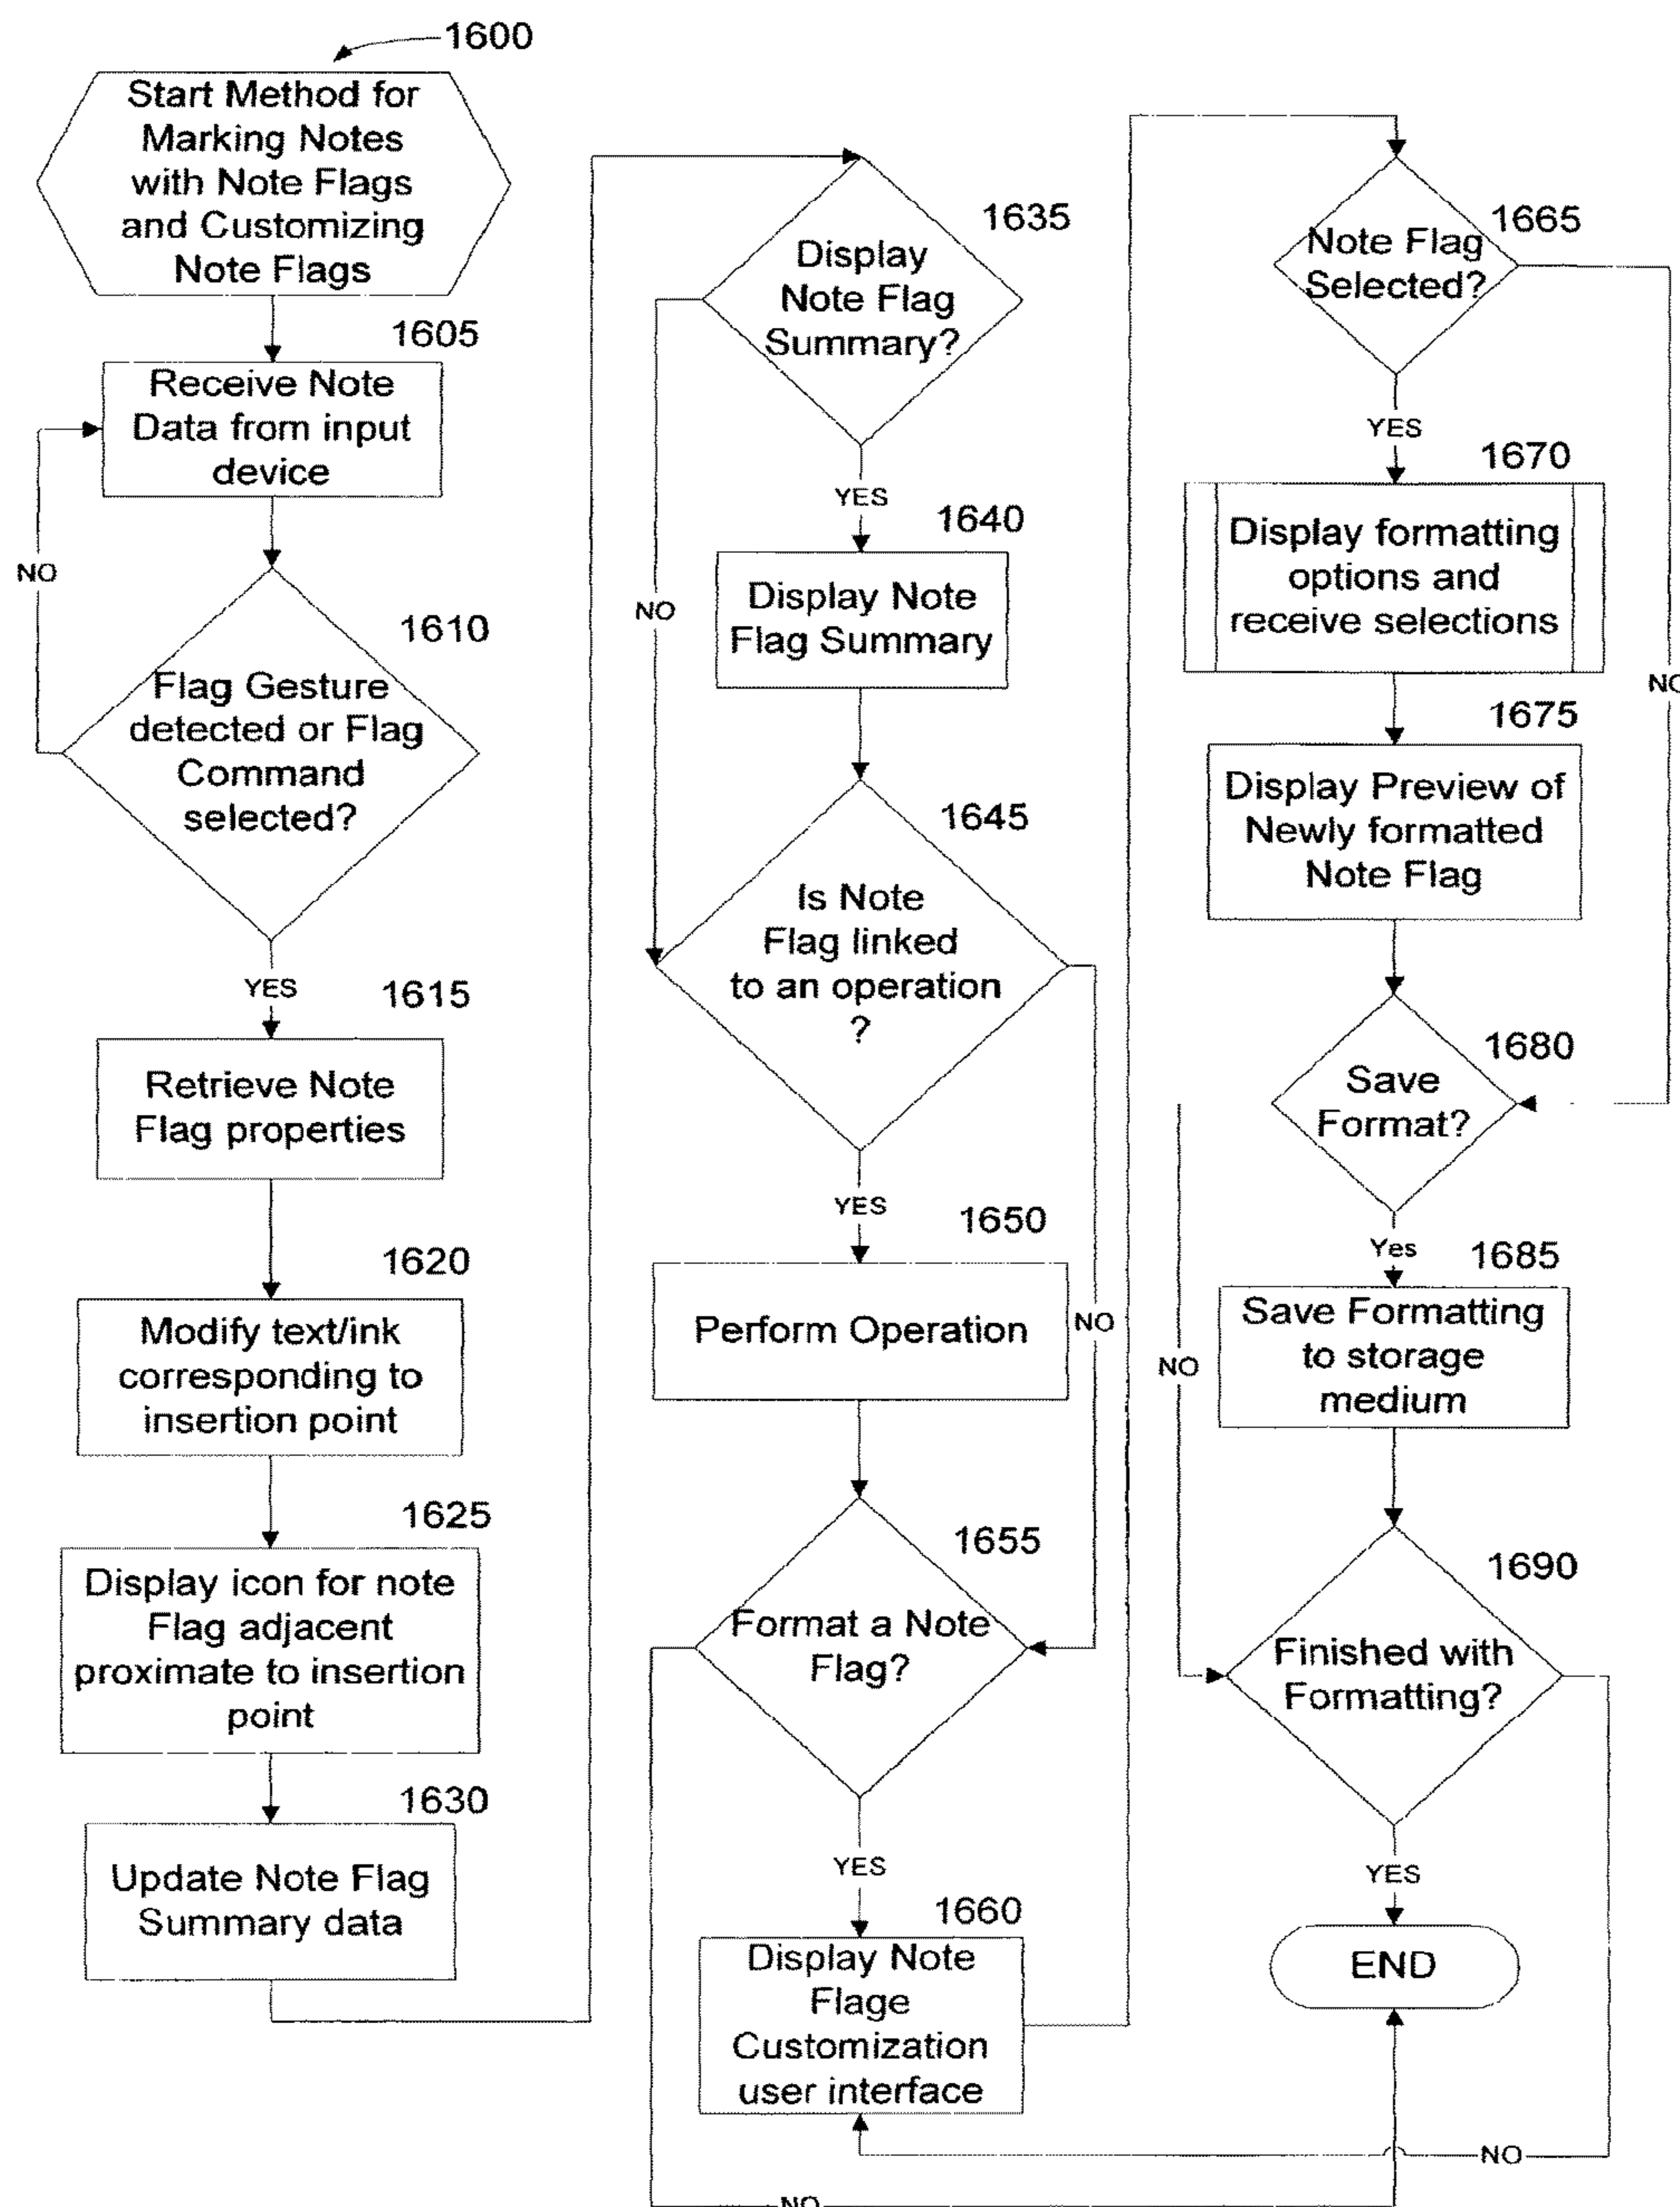 1600
Start Method for
Marking Notes
with Note Flags
and Customizing
Note Flags
1605
Receive Note
Data from input
device
NO
1610
Flag Gesture
detected or Flag
Command
selected?
YES
1615
Retrieve Note
Flag properties
1620
Modify text/ink
corresponding to
insertion point
1625
Display icon for note
Flag adjacent
proximate to insertion
point
1630
Update Note Flag
Summary data
1635
Display
Note Flag
Summary?
YES
NO
1640
Display Note
Flag Summary
1645
Is Note
Flag linked
to an operation
?
YES
1650
Perform Operation
NO
1655
Format a Note
Flag?
YES
1660
Display Note
Flage
Customization
user interface
NO
1665
Note Flag
Selected?
YES
1670
Display formatting
options and
receive selections
NO
1675
Display Preview of
Newly formatted
Note Flag
1680
Save
Format?
Yes
1685
Save Formatting
to storage
medium
NO
1690
Finished with
Formatting?
YES
END
NO